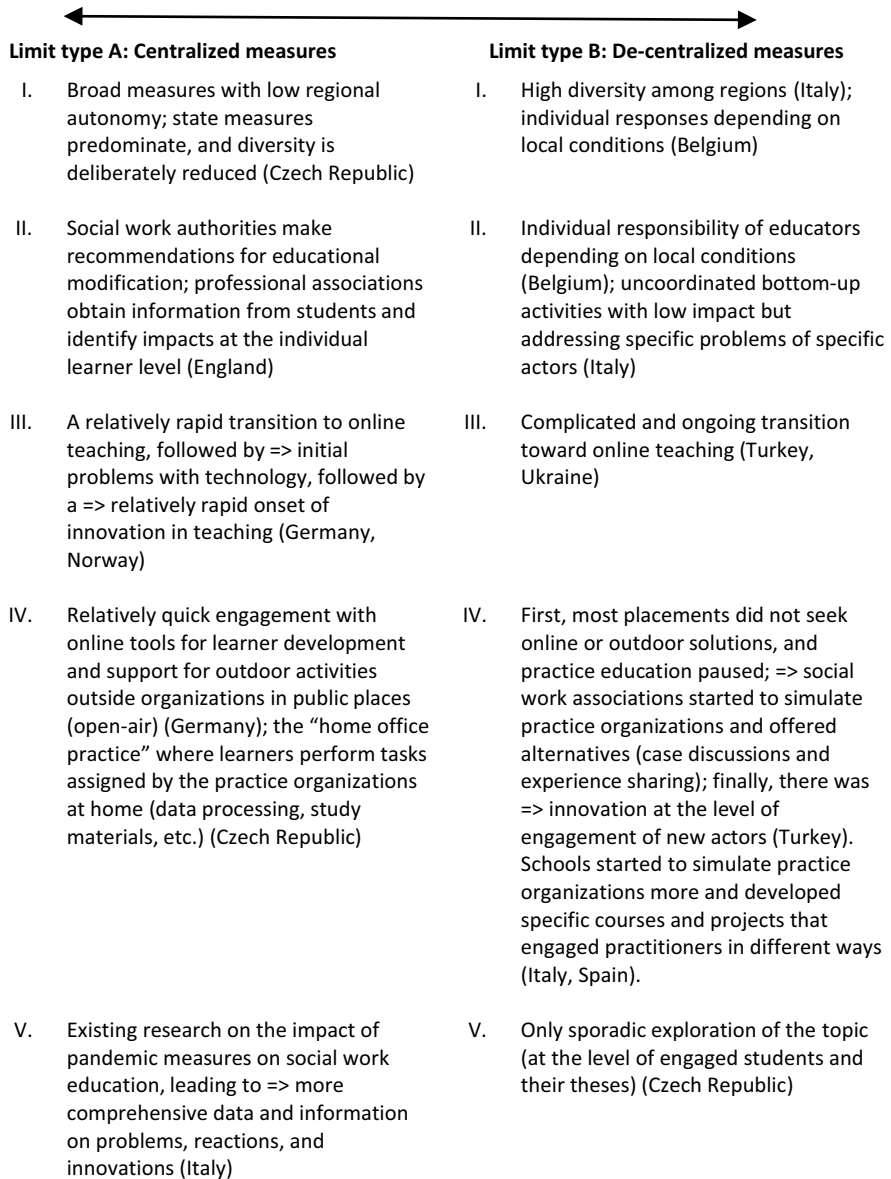 Limit type A: Centralized measures
I. Broad measures with low regional
autonomy; state measures
predominate, and diversity is
deliberately reduced (Czech Republic)
II. Social work authorities make
recommendations for educational
modification; professional associations
obtain information from students and
identify impacts at the individual
learner level (England)
III. A relatively rapid transition to online
teaching, followed by => initial
problems with technology, followed by
a => relatively rapid onset of
innovation in teaching (Germany,
Norway)
IV. Relatively quick engagement with
online tools for learner development
and support for outdoor activities
outside organizations in public places
(open-air) (Germany); the “home office
practice” where learners perform tasks
assigned by the practice organizations
at home (data processing, study
materials, etc.) (Czech Republic)
V. Existing research on the impact of
pandemic measures on social work
education, leading to => more
comprehensive data and information
on problems, reactions, and
innovations (Italy)
Limit type B: De-centralized measures
I. High diversity among regions (Italy);
individual responses depending on
local conditions (Belgium)
II. Individual responsibility of educators
depending on local conditions
(Belgium); uncoordinated bottom-up
activities with low impact but
addressing specific problems of specific
actors (Italy)
III. Complicated and ongoing transition
toward online teaching (Turkey,
Ukraine)
IV. First, most placements did not seek
online or outdoor solutions, and
practice education paused; => social
work associations started to simulate
practice organizations and offered
alternatives (case discussions and
experience sharing); finally, there was
=> innovation at the level of
engagement of new actors (Turkey).
Schools started to simulate practice
organizations more and developed
specific courses and projects that
engaged practitioners in different ways
(Italy, Spain).
V. Only sporadic exploration of the topic
(at the level of engaged students and
their theses) (Czech Republic)